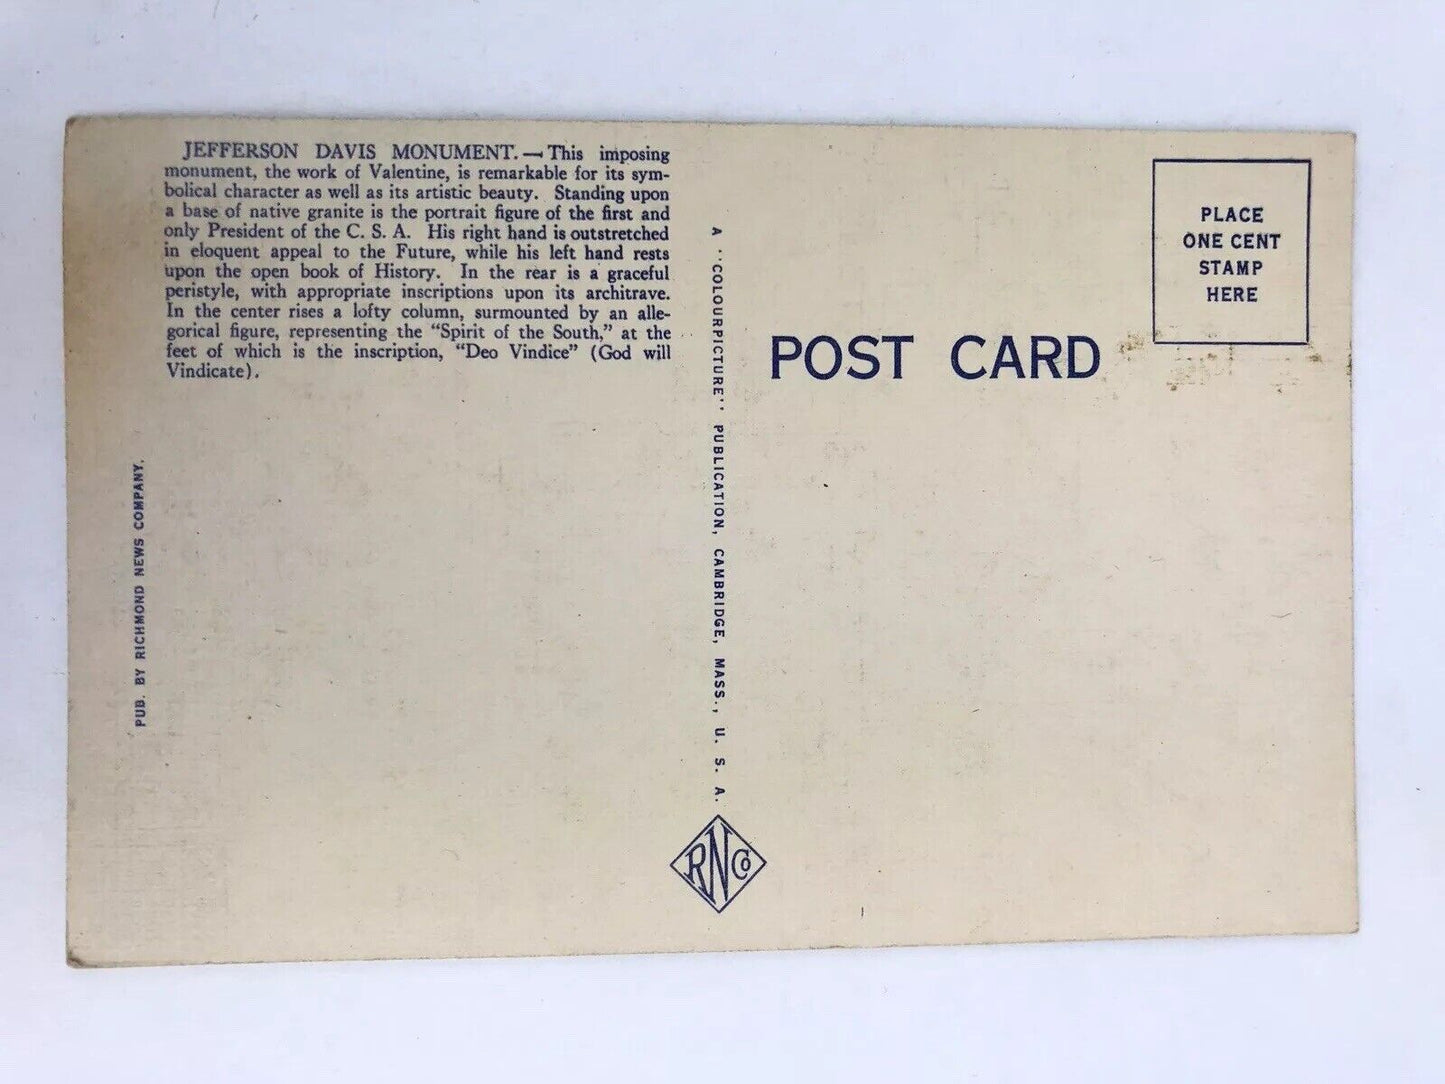 JEFFERSON DAVIS MONUMENT.—This imposing
monument, the work of Valentine, is remarkable for its sym-
bolical character as well as its artistic beauty. Standing upon
a base of native granite is the portrait figure of the first and
only President of the C. S. A. His right hand is outstretched
in eloquent appeal to the Future, while his left hand rests
upon the open book of History. In the rear is a graceful
peristyle, with appropriate inscriptions upon its architrave.
In the center rises a lofty column, surmounted by an alle-
gorical figure, representing the “Spirit of the South,” at the
feet of which is the inscription, “Deo Vindice” (God will
Vindicate).
PUB. BY RICHMOND NEWS COMPANY.
A "COLOURPICTURE" PUBLICATION, CAMBRIDGE, MASS., U. S. A.
RNCo
POST CARD
PLACE
ONE CENT
STAMP
HERE